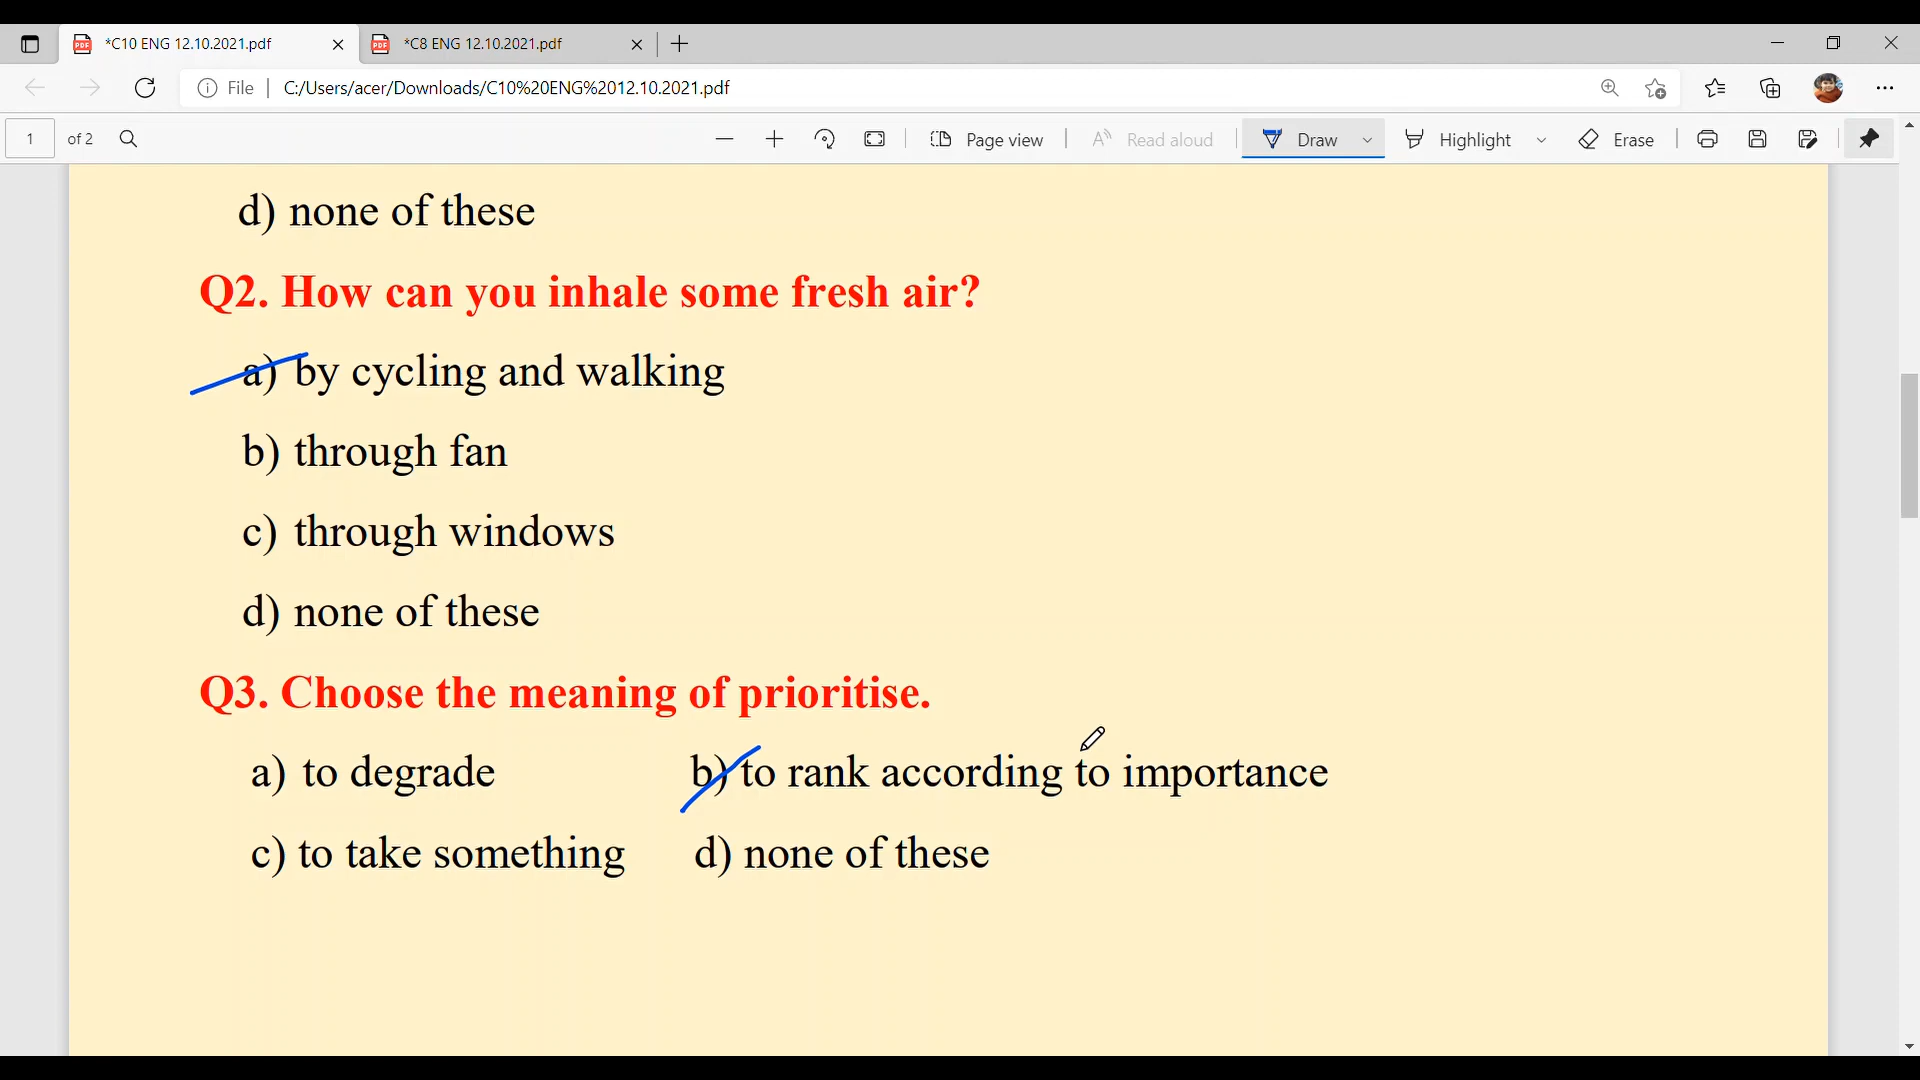 *C10 ENG 12.10.2021.pdf
*C8 ENG 12.10.2021.pdf
File
C:/Users/acer/Downloads/C10%20ENG%2012.10.2021.pdf
1 of 2
Page view
Read aloud
Draw
Highlight
Erase
d) none of these
Q2. How can you inhale some fresh air?
a) by cycling and walking
b) through fan
c) through windows
d) none of these
Q3. Choose the meaning of prioritise.
a) to degrade b) to rank according to importance
c) to take something d) none of these